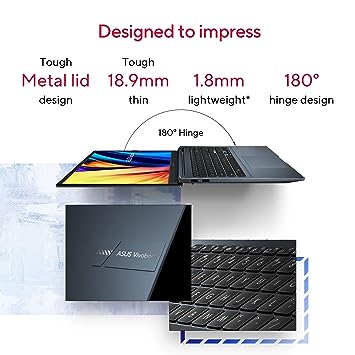 Designed to impress
Tough
Metal lid
design
Tough
18.9mm
thin
1.8mm
lightweight*
180°
hinge design
180° Hinge
ASUS Vivobook